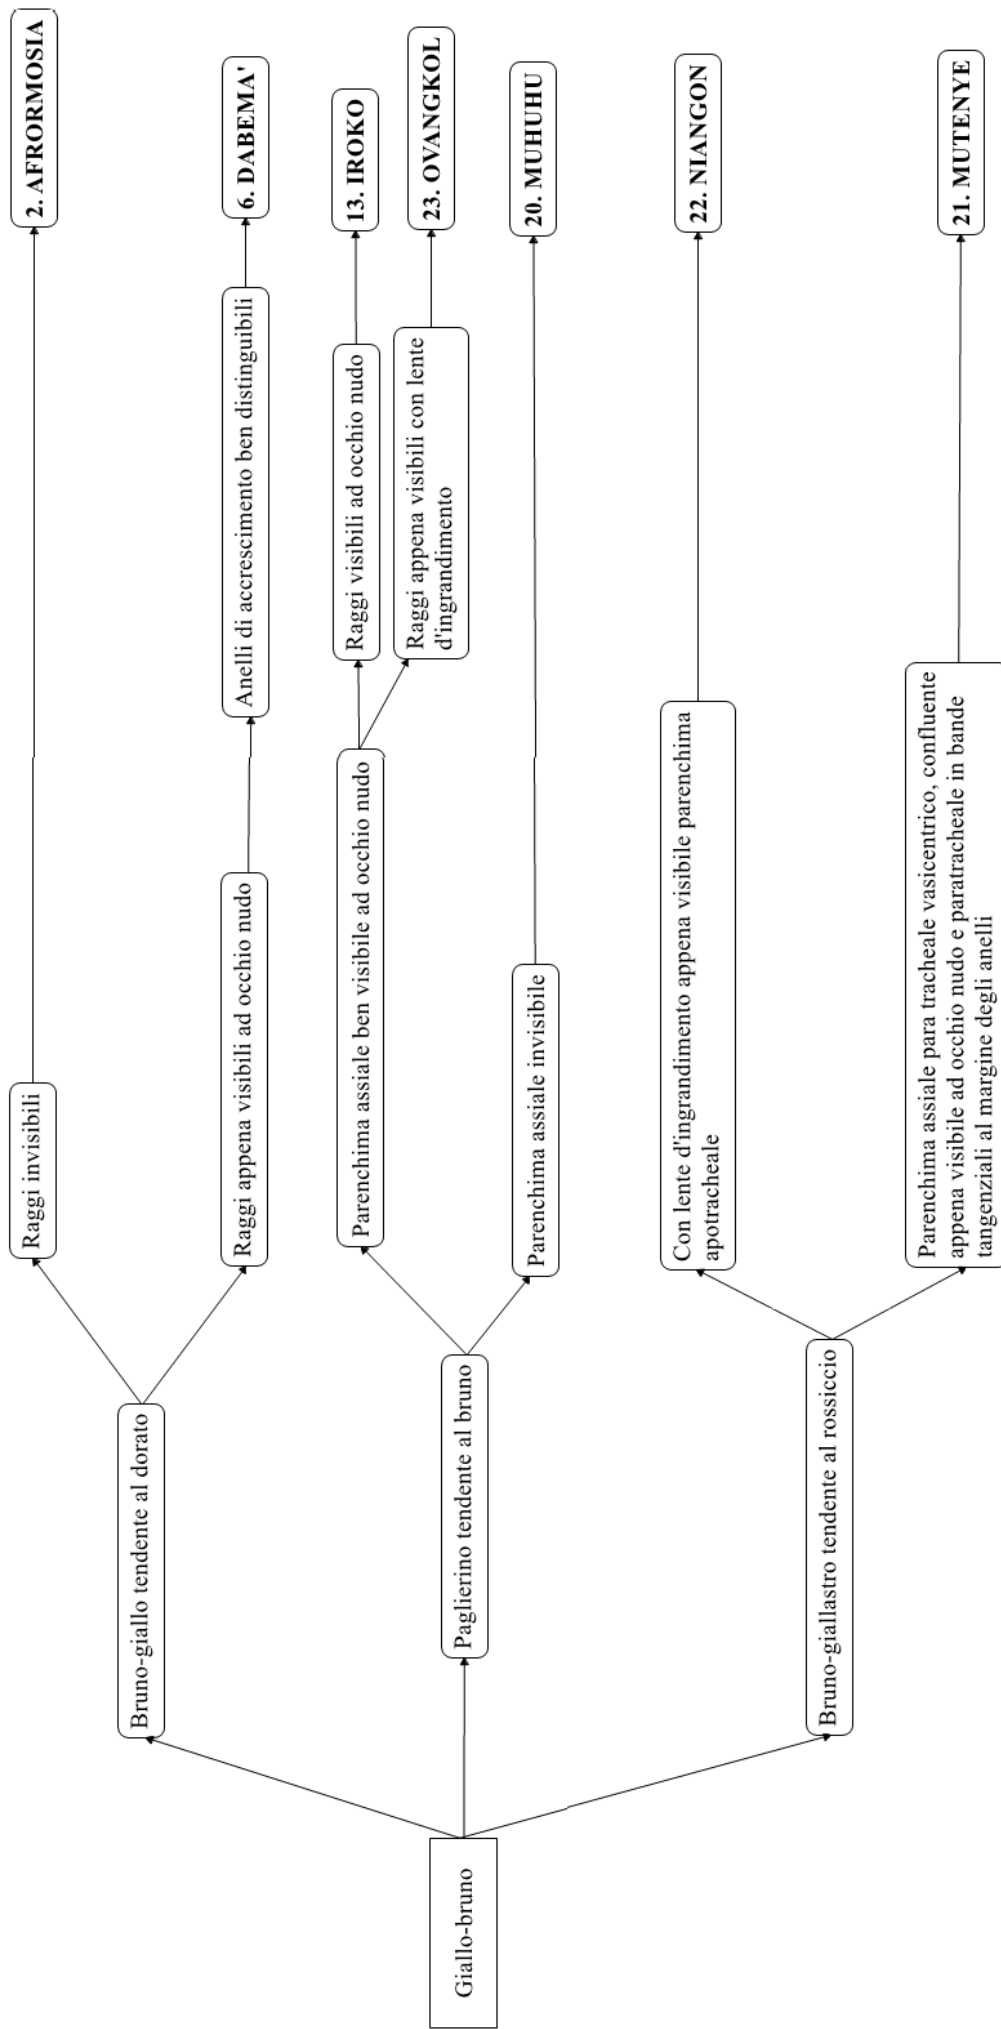 Giallo-bruno
Bruno-giallo tendente al dorato
Raggi invisibili
2. AFRORMOSIA
Raggi appena visibili ad occhio nudo
Anelli di accrescimento ben distinguibili
6. DABEMA'
Paglierino tendente al bruno
Parenchima assiale ben visibile ad occhio nudo
Raggi visibili ad occhio nudo
13. IROKO
Raggi appena visibili con lente
d'ingrandimento
23. OVANGKOL
Parenchima assiale invisibile
20. MUHUHU
Bruno-giallastro tendente al rossiccio
Con lente d'ingrandimento appena visibile parenchima
apotracheale
22. NIANGON
Parenchima assiale para tracheale vasicentrico, confluente
appena visibile ad occhio nudo e paratracheale in bande
tangenziali al margine degli anelli
21. MUTENYE